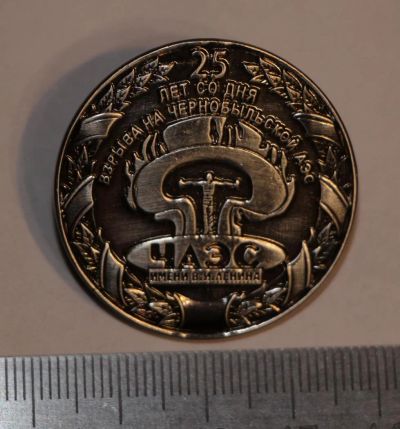 25
ЛЕТ СО ДНЯ
ВЗРЫВА НА ЧЕРНОБЫЛЬСКОЙ АЭС
ЧАЭС
ИМЕНИ В.И.ЛЕНИНА